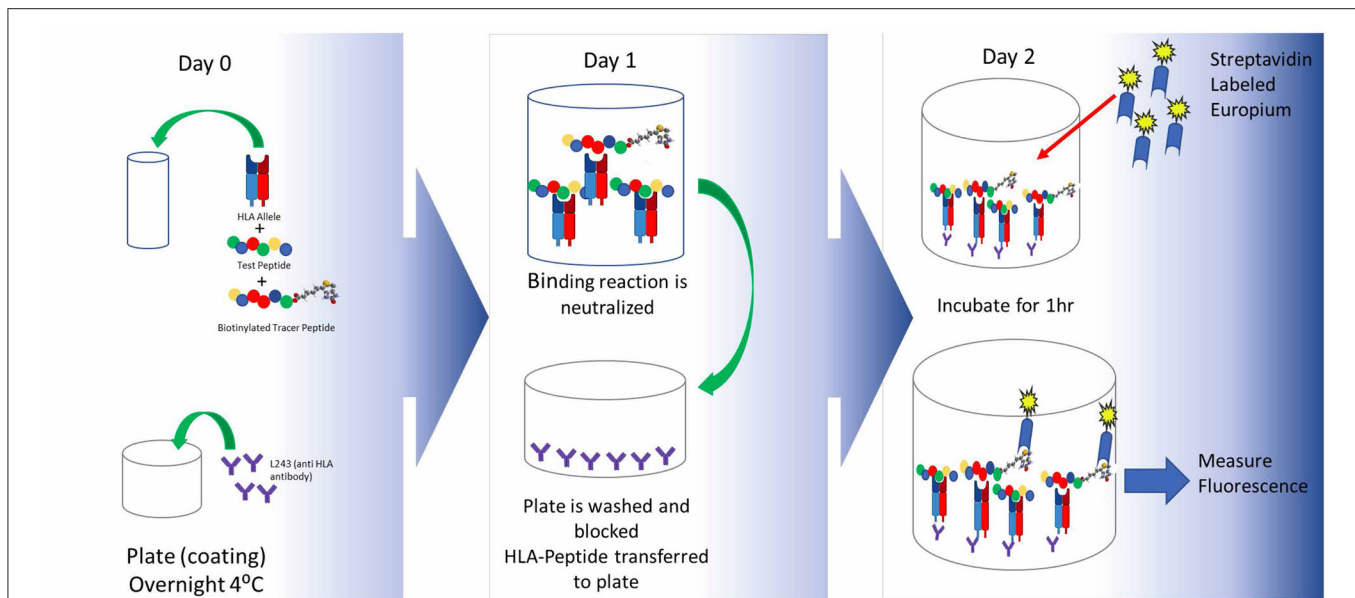 Day 0
HLA Allele
+
Test Peptide
+
Biotinylated Tracer Peptide
L243 (anti HLA
antibody)
Plate (coating)
Overnight 4⁰C
Day 1
Binding reaction is
neutralized
Plate is washed and
blocked
HLA-Peptide transferred
to plate
Day 2
Streptavidin
Labeled
Europium
Incubate for 1hr
Measure
Fluorescence